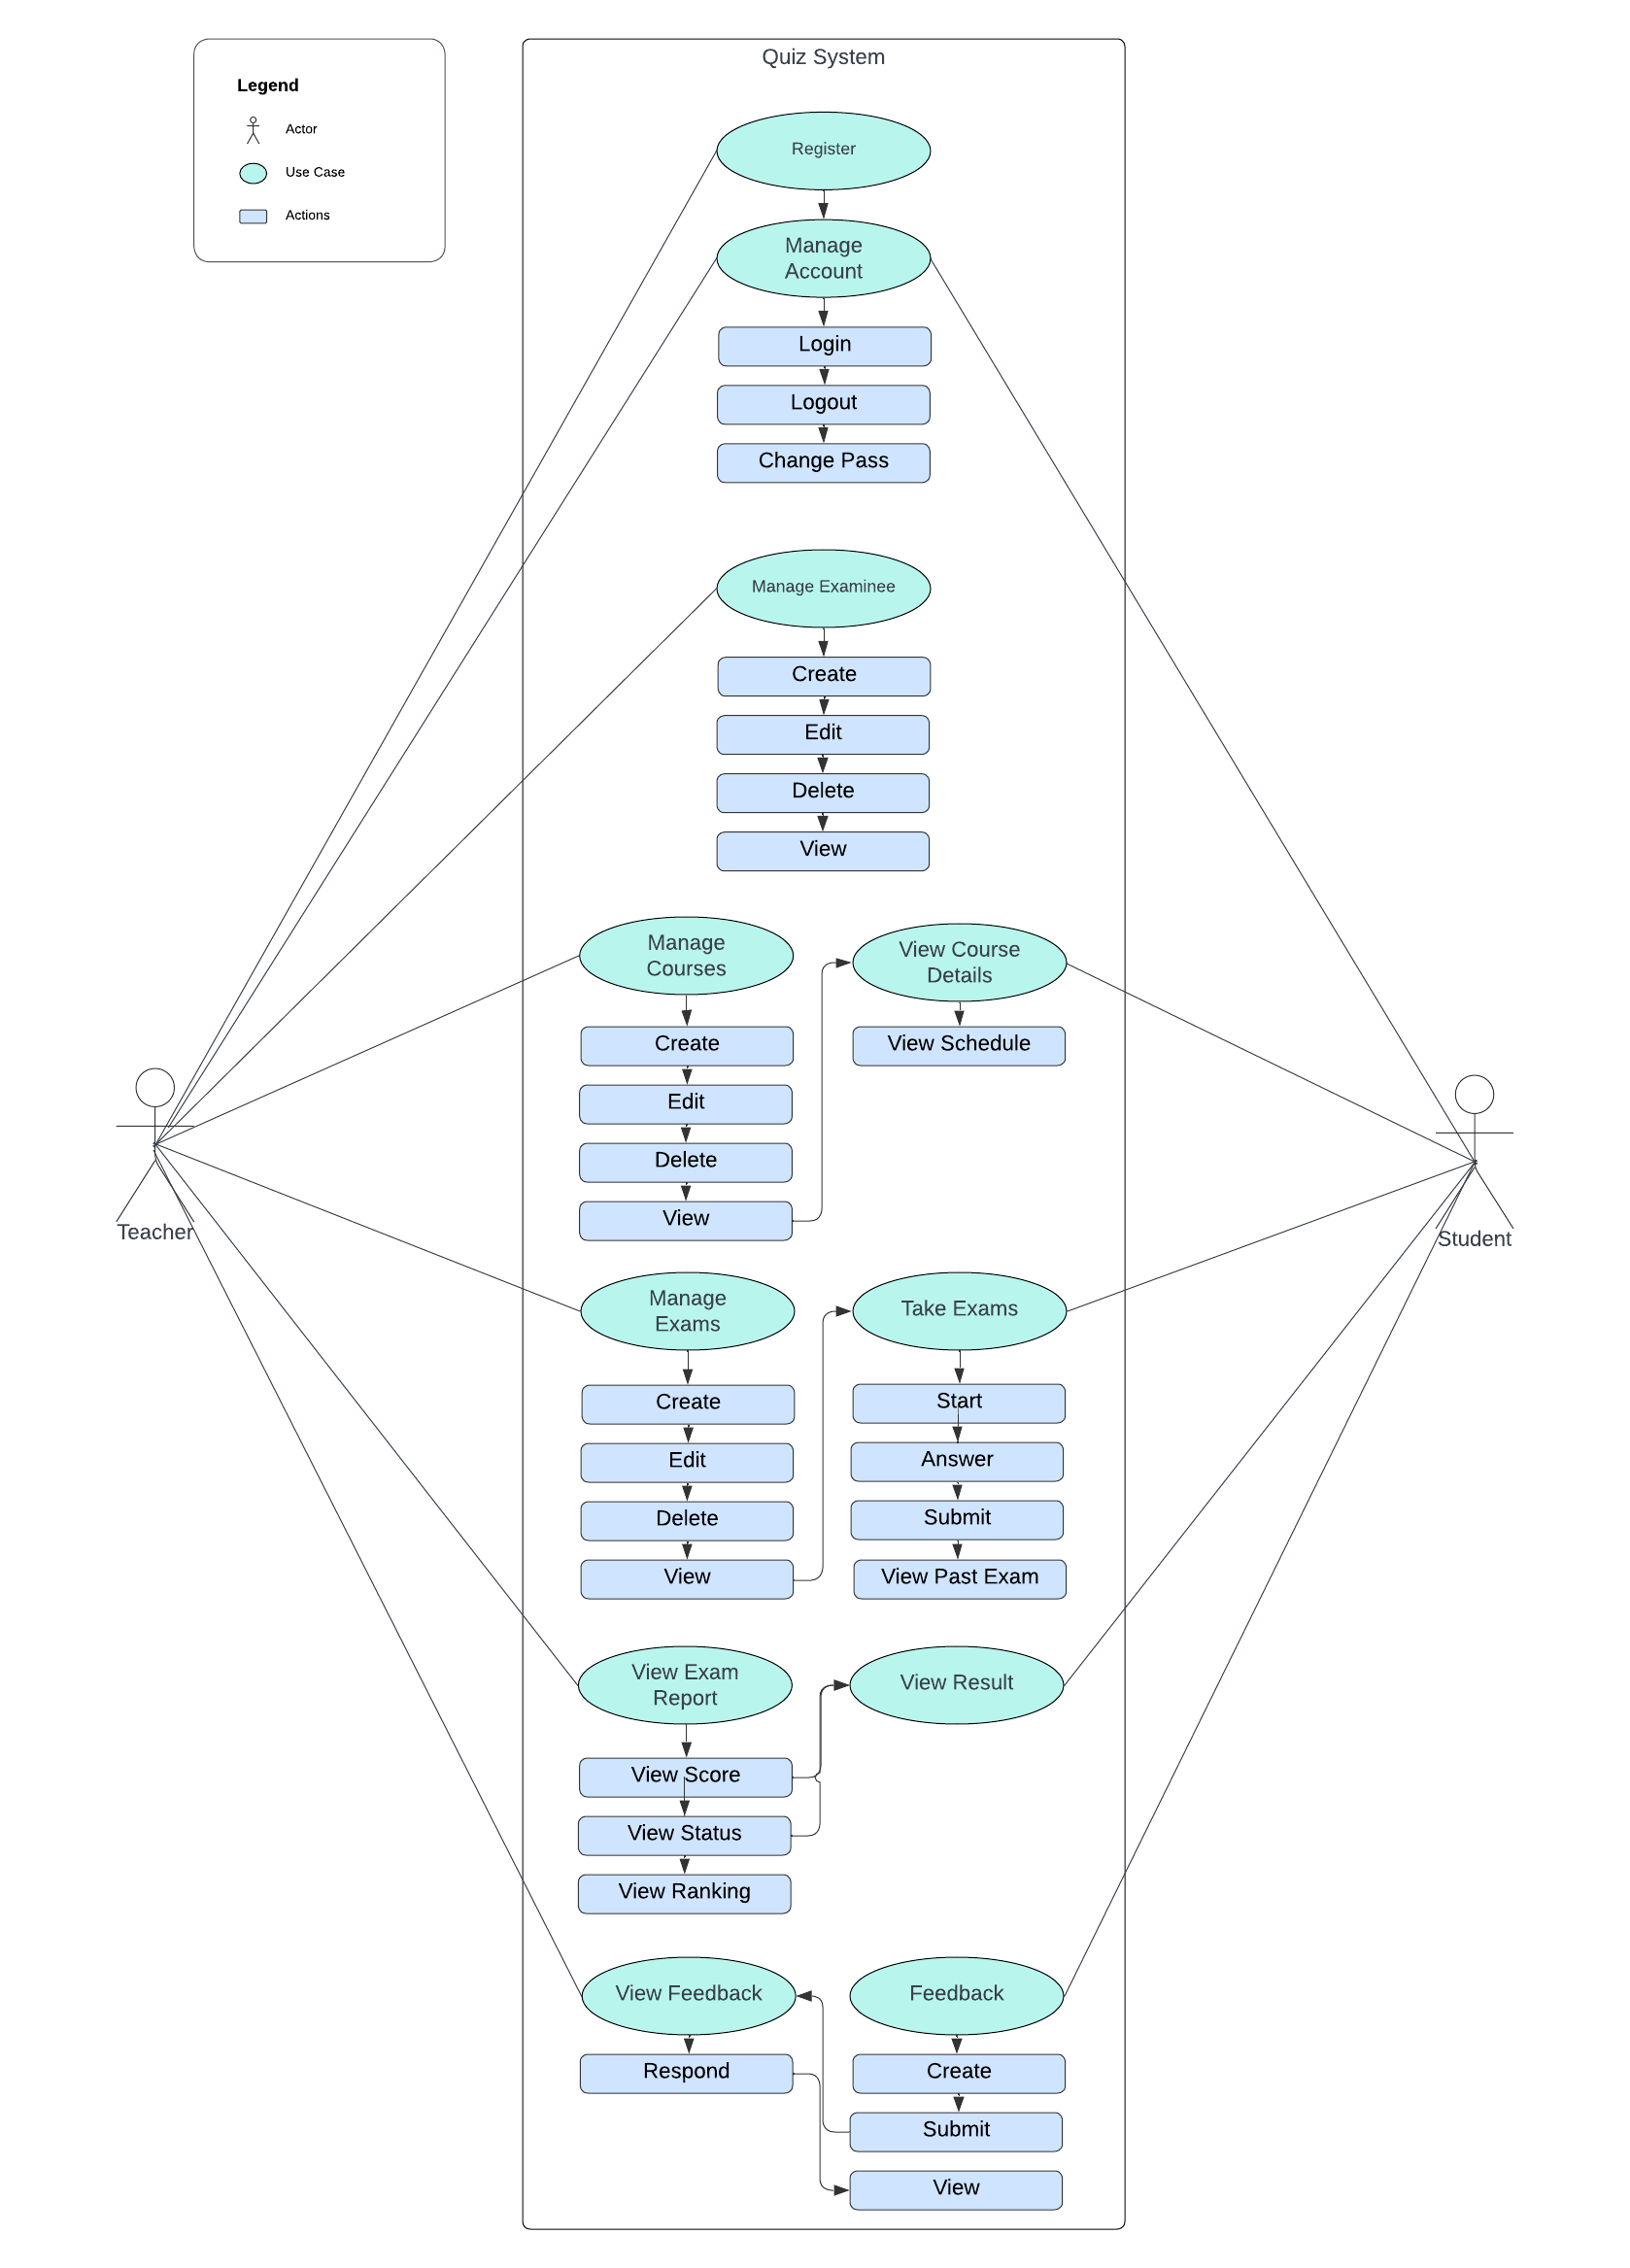 Quiz System
Legend
Actor
Use Case
Actions
Register
Manage
Account
Login
Logout
Change Pass
Manage Examinee
Create
Edit
Delete
View
Manage
Courses
Create
Edit
Delete
View
View Course
Details
View Schedule
Teacher
Student
Manage
Exams
Create
Edit
Delete
View
Take Exams
Start
Answer
Submit
View Past Exam
View Exam
Report
View Score
View Status
View Ranking
View Result
View Feedback
Respond
Feedback
Create
Submit
View